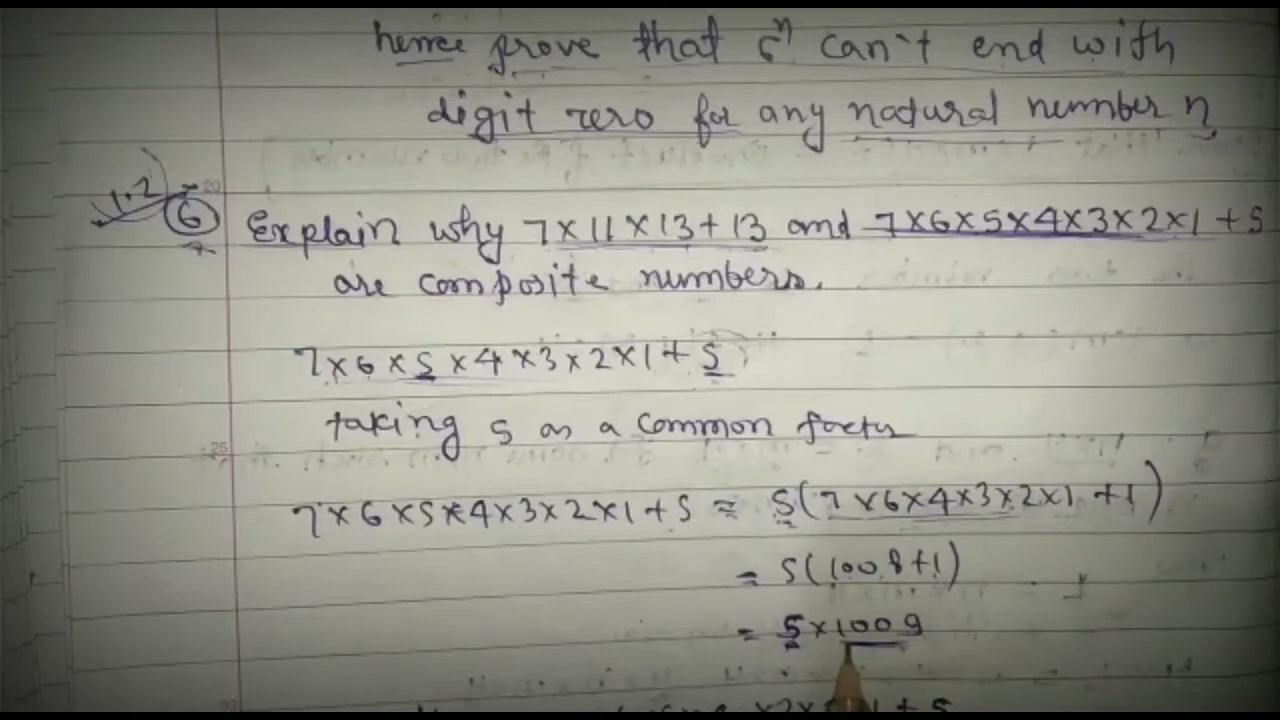 hence prove that 6ⁿ can't end with
digit zero for any natural number n
1.2
6 Explain why 7×11×13+13 and 7×6×5×4×3×2×1+5
are composite numbers.
7×6×5×4×3×2×1+5
taking 5 as a common factor
25
7×6×5×4×3×2×1+5 = 5(7×6×4×3×2×1+1)
= 5(1008+1)
= 5×1009